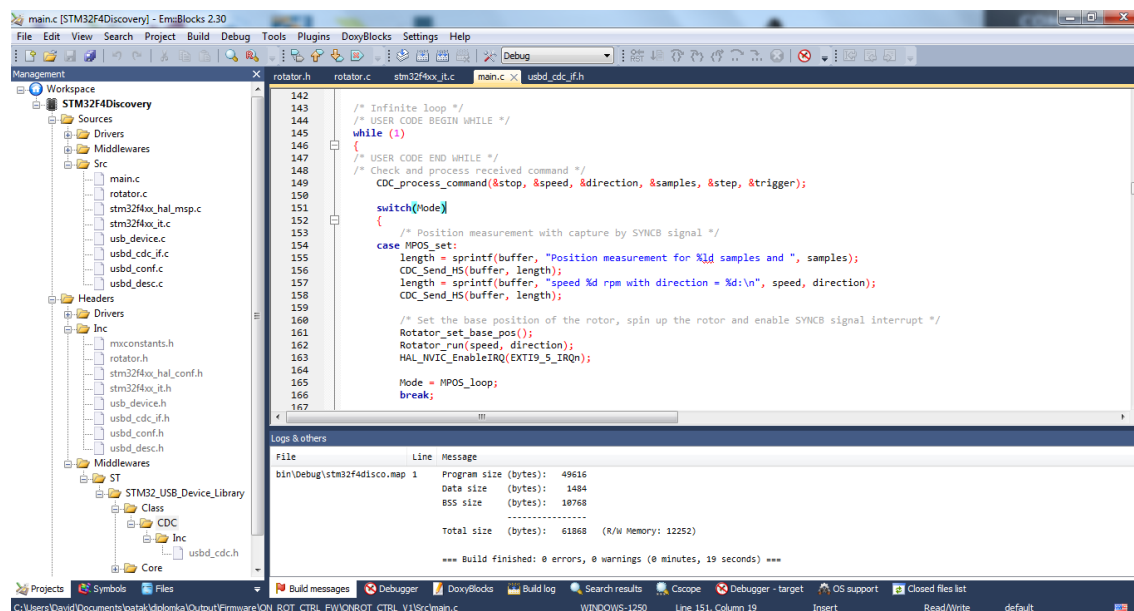 main.c [STM32F4Discovery] - Em::Blocks 2.30
File Edit View Search Project Build Debug Tools Plugins DoxyBlocks Settings Help
Debug
Management
Workspace
STM32F4Discovery
Sources
Drivers
Middlewares
Src
main.c
rotator.c
stm32f4xx_hal_msp.c
stm32f4xx_it.c
usb_device.c
usbd_cdc_if.c
usbd_conf.c
usbd_desc.c
Headers
Drivers
Inc
mxconstants.h
rotator.h
stm32f4xx_hal_conf.h
stm32f4xx_it.h
usb_device.h
usbd_cdc_if.h
usbd_conf.h
usbd_desc.h
Middlewares
ST
STM32_USB_Device_Library
Class
CDC
Inc
usbd_cdc.h
Core
rotator.h rotator.c stm32f4xx_it.c main.c usbd_cdc_if.h
142
143 /* Infinite loop */
144 /* USER CODE BEGIN WHILE */
145 while (1)
146 {
147 /* USER CODE END WHILE */
148 /* Check and process received command */
149 CDC_process_command(&stop, &speed, &direction, &samples, &step, &trigger);
150
151 switch(Mode)
152 {
153 /* Position measurement with capture by SYNCB signal */
154 case MPOS_set:
155 length = sprintf(buffer, "Position measurement for %ld samples and ", samples);
156 CDC_Send_HS(buffer, length);
157 length = sprintf(buffer, "speed %d rpm with direction = %d:\n", speed, direction);
158 CDC_Send_HS(buffer, length);
159
160 /* Set the base position of the rotor, spin up the rotor and enable SYNCB signal interrupt */
161 Rotator_set_base_pos();
162 Rotator_run(speed, direction);
163 HAL_NVIC_EnableIRQ(EXTI9_5_IRQn);
164
165 Mode = MPOS_loop;
166 break;
167
Logs & others
File Line Message
bin\Debug\stm32f4disco.map 1 Program size (bytes): 49616
Data size (bytes): 1484
BSS size (bytes): 10768
----------------
Total size (bytes): 61868 (R/W Memory: 12252)
=== Build finished: 0 errors, 0 warnings (0 minutes, 19 seconds) ===
Projects Symbols Files
Build messages Debugger DoxyBlocks Build log Search results Cscope Debugger - target OS support Closed files list
C:\Users\David\Documents\patak\diplomka\Output\Firmware\ON_ROT_CTRL_FW\ONROT_CTRL_V1\Src\main.c WINDOWS-1250 Line 151, Column 19 Insert Read/Write default